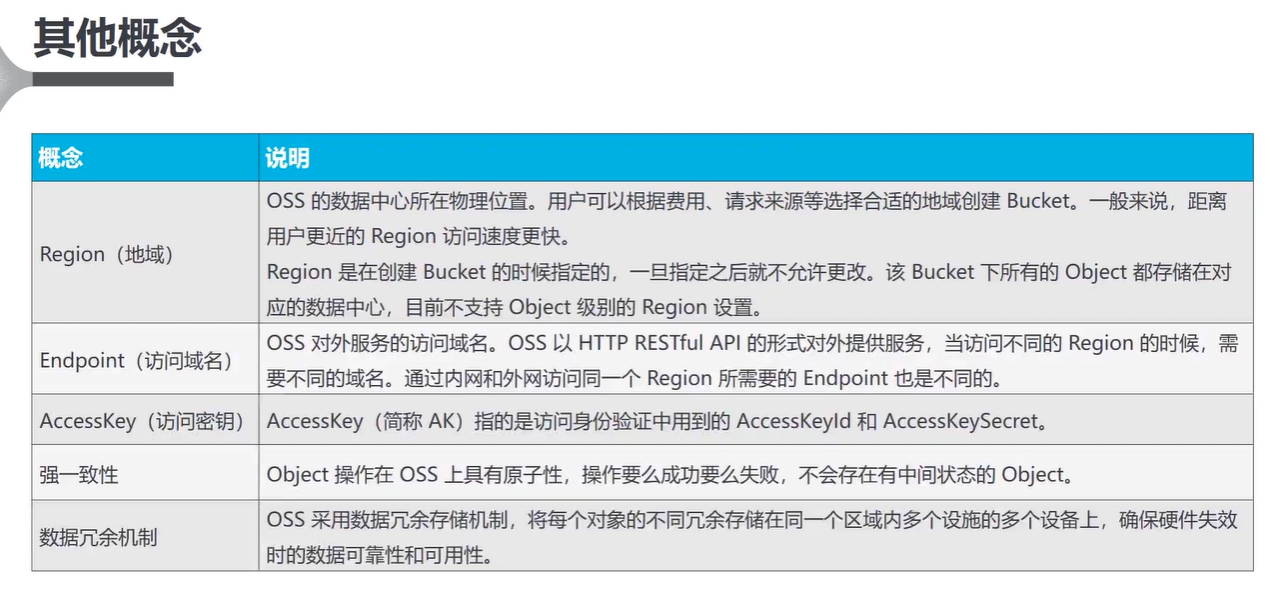 其他概念
概念 说明
Region（地域）
OSS 的数据中心所在物理位置。用户可以根据费用、请求来源等选择合适的地域创建 Bucket。一般来说，距离
用户更近的 Region 访问速度更快。
Region 是在创建 Bucket 的时候指定的，一旦指定之后就不允许更改。该 Bucket 下所有的 Object 都存储在对
应的数据中心，目前不支持 Object 级别的 Region 设置。
Endpoint（访问域名）
OSS 对外服务的访问域名。OSS 以 HTTP RESTful API 的形式对外提供服务，当访问不同的 Region 的时候，需
要不同的域名。通过内网和外网访问同一个 Region 所需要的 Endpoint 也是不同的。
AccessKey（访问密钥） AccessKey（简称 AK）指的是访问身份验证中用到的 AccessKeyId 和 AccessKeySecret。
强一致性 Object 操作在 OSS 上具有原子性，操作要么成功要么失败，不会存在有中间状态的 Object。
数据冗余机制
OSS 采用数据冗余存储机制，将每个对象的不同冗余存储在同一个区域内多个设施的多个设备上，确保硬件失效
时的数据可靠性和可用性。